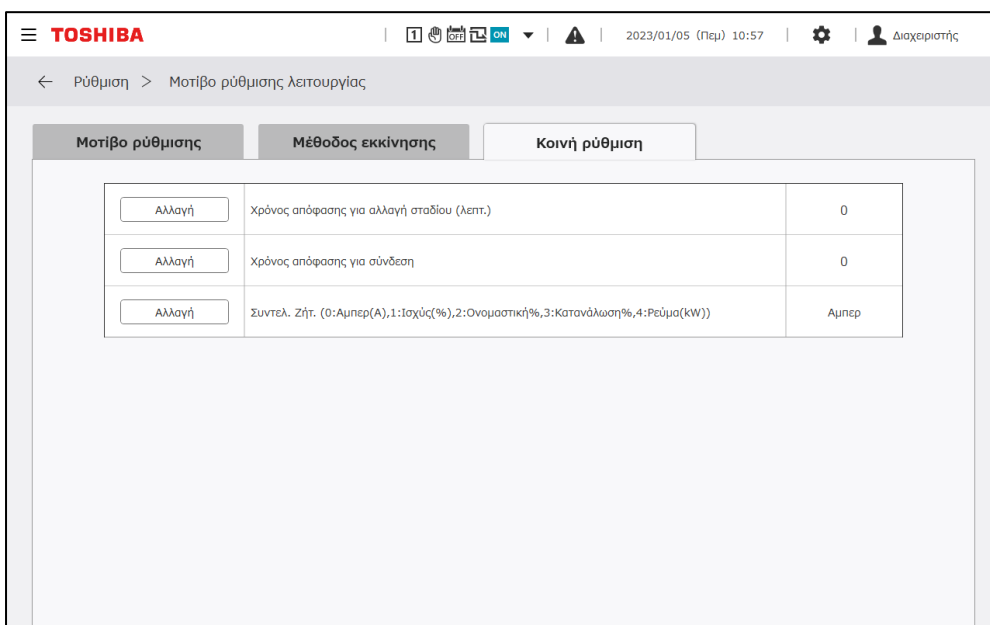 TOSHIBA 1 OFF ON 2023/01/05 (Πεμ) 10:57 Διαχειριστής
Ρύθμιση > Μοτίβο ρύθμισης λειτουργίας
Μοτίβο ρύθμισης Μέθοδος εκκίνησης Κοινή ρύθμιση
Αλλαγή Χρόνος απόφασης για αλλαγή σταδίου (λεπτ.) 0
Αλλαγή Χρόνος απόφασης για σύνδεση 0
Αλλαγή Συντελ. Ζήτ. (0:Αμπερ(A),1:Ισχύς(%),2:Ονομαστική%,3:Κατανάλωση%,4:Ρεύμα(kW)) Αμπερ